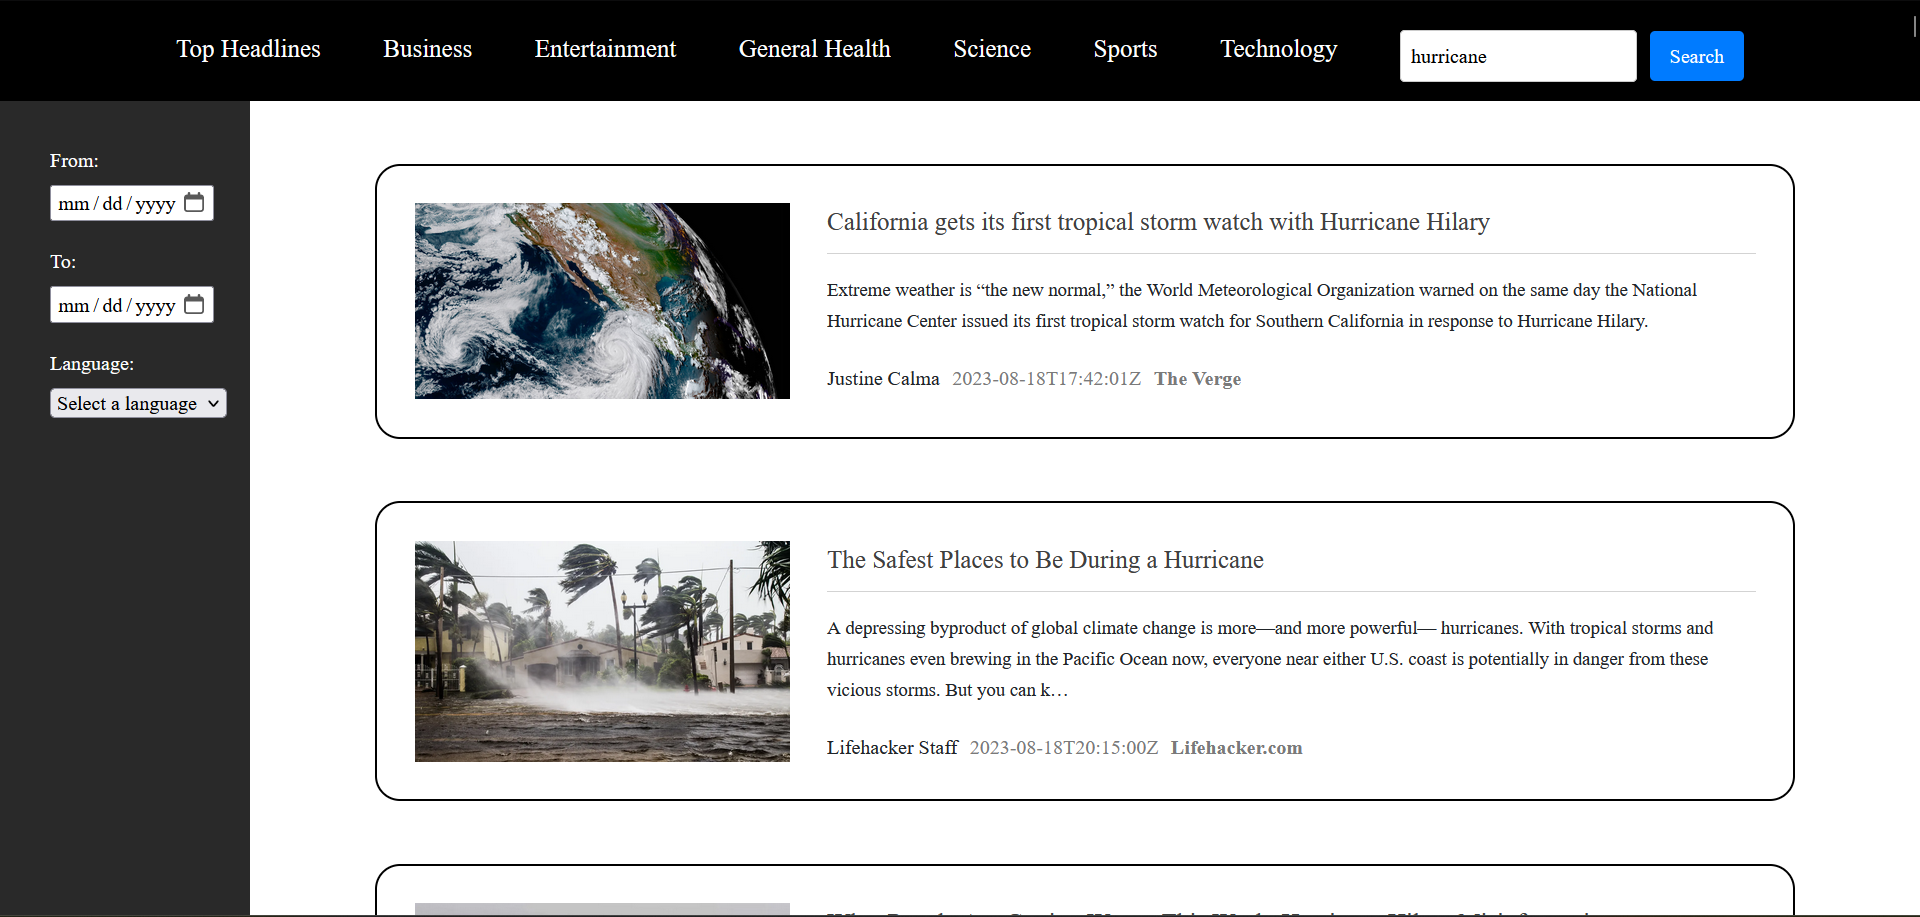 Top Headlines Business Entertainment General Health Science Sports Technology hurricane Search
From:
mm/dd/yyyy
To:
mm/dd/yyyy
Language:
Select a language
California gets its first tropical storm watch with Hurricane Hilary
Extreme weather is “the new normal,” the World Meteorological Organization warned on the same day the National
Hurricane Center issued its first tropical storm watch for Southern California in response to Hurricane Hilary.
Justine Calma 2023-08-18T17:42:01Z The Verge
The Safest Places to Be During a Hurricane
A depressing byproduct of global climate change is more—and more powerful— hurricanes. With tropical storms and
hurricanes even brewing in the Pacific Ocean now, everyone near either U.S. coast is potentially in danger from these
vicious storms. But you can k…
Lifehacker Staff 2023-08-18T20:15:00Z Lifehacker.com